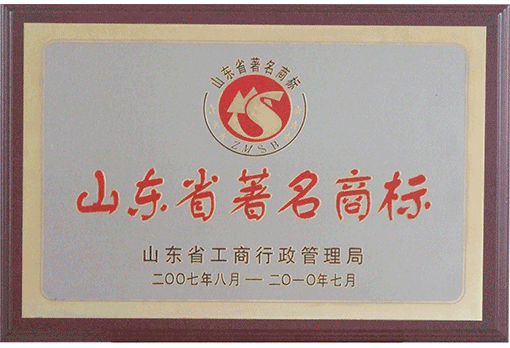 山东省著名商标
ZMSB
山东省著名商标
山东省工商行政管理局
二〇〇七年八月一二〇一〇年七月